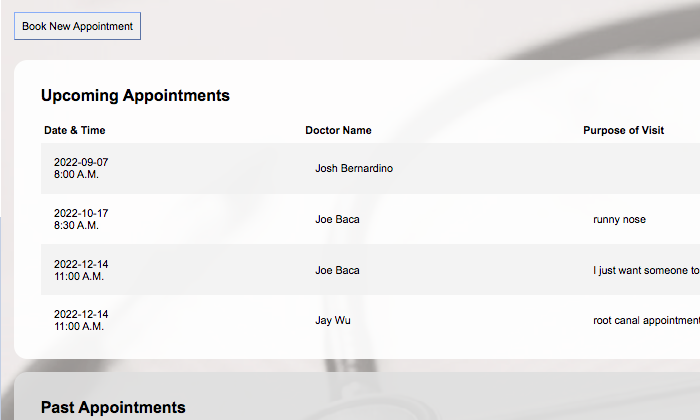 Book New Appointment
Upcoming Appointments
Date & Time Doctor Name Purpose of Visit
2022-09-07
8:00 A.M.
Josh Bernardino
2022-10-17
8:30 A.M.
Joe Baca runny nose
2022-12-14
11:00 A.M.
Joe Baca I just want someone to
2022-12-14
11:00 A.M.
Jay Wu root canal appointment
Past Appointments